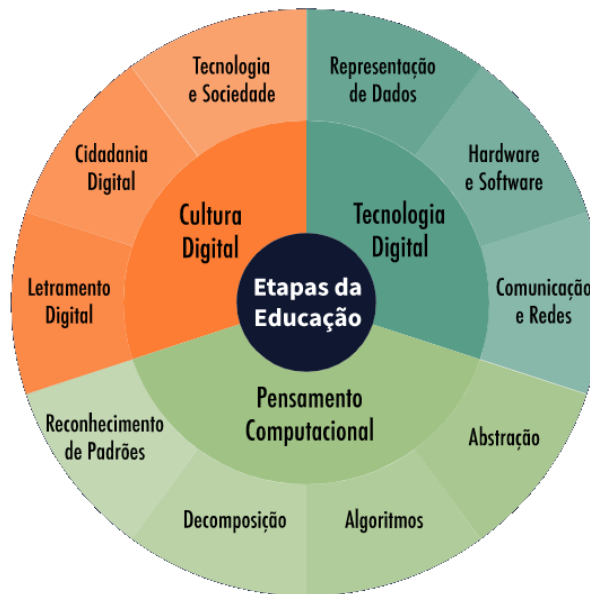 Tecnologia
e Sociedade
Representação
de Dados
Cidadania
Digital
Hardware
e Software
Cultura
Digital
Tecnologia
Digital
Letramento
Digital
Etapas da
Educação
Comunicação
e Redes
Pensamento
Computacional
Reconhecimento
de Padrões
Abstração
Decomposição
Algoritmos